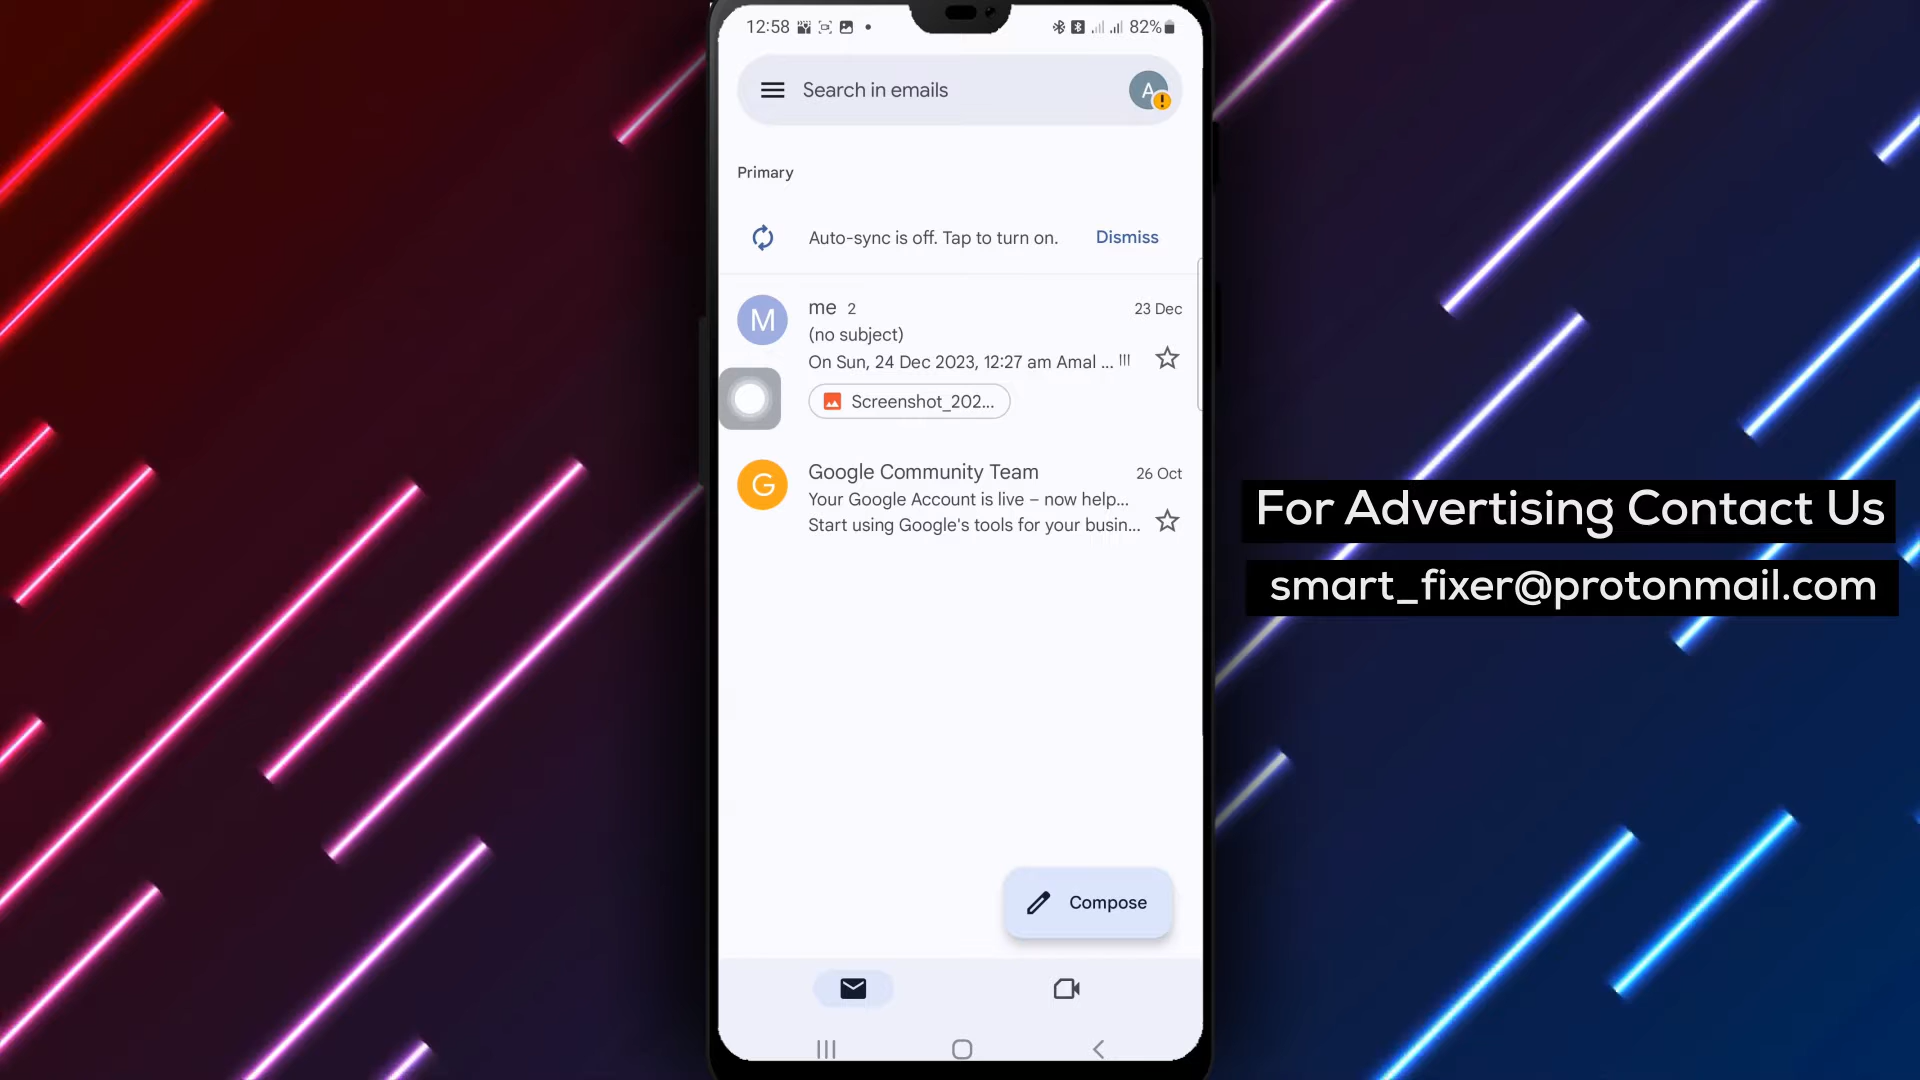 12:58
82%
Search in emails
A
Primary
Auto-sync is off. Tap to turn on.
Dismiss
M
me 2
23 Dec
(no subject)
On Sun, 24 Dec 2023, 12:27 am Amal ...
Screenshot_202...
G
Google Community Team
26 Oct
Your Google Account is live – now help...
Start using Google's tools for your busin...
Compose
For Advertising Contact Us
smart_fixer@protonmail.com